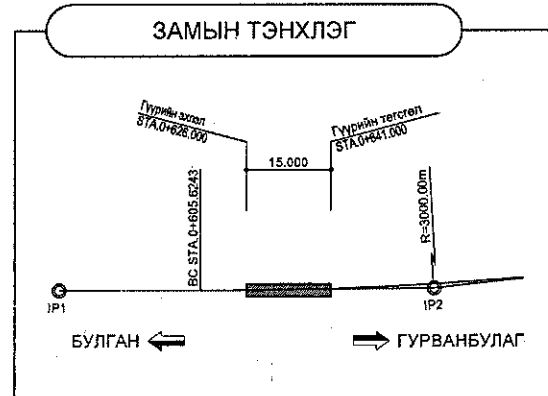 ЗАМЫН ТЭНХЛЭГ
Гүүрийн эхлэл
STA.0+626.000
Гүүрийн төгсгөл
STA.0+641.000
15.000
BC STA.0+605.6243
R=3000.00m
IP1
IP2
БУЛГАН
ГУРВАНБУЛАГ